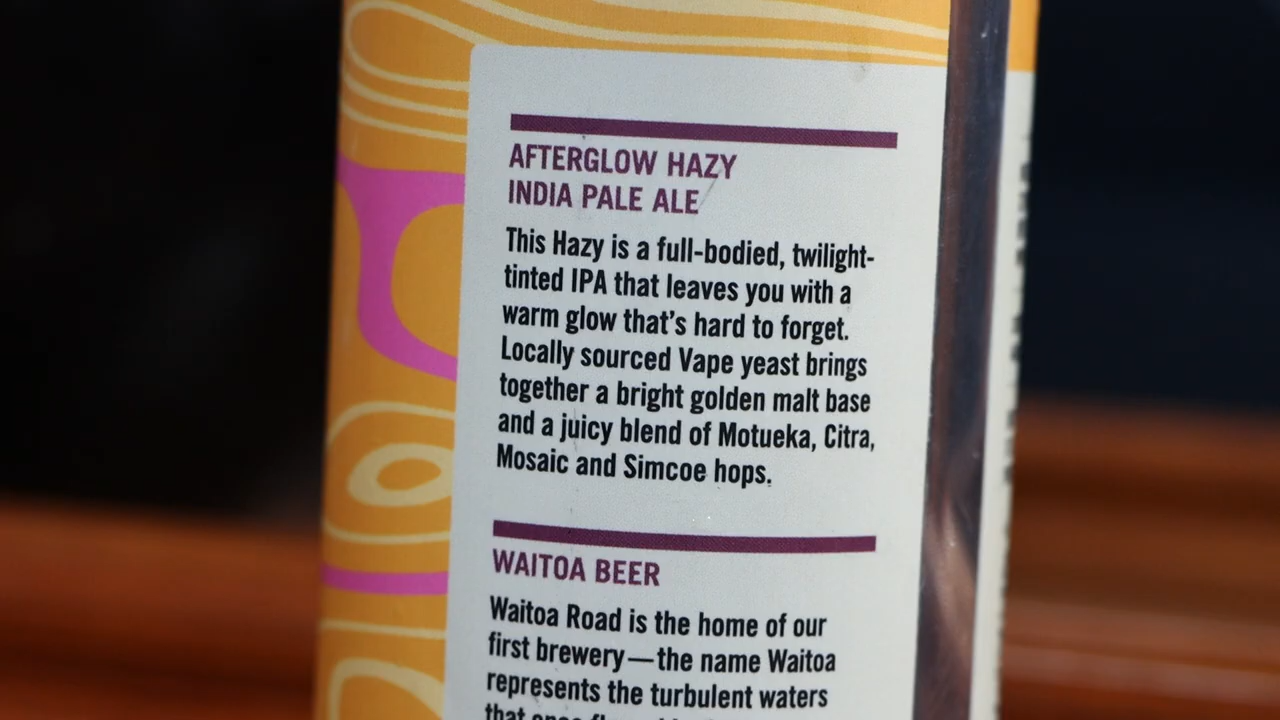 AFTERGLOW HAZY
INDIA PALE ALE
This Hazy is a full-bodied, twilight-
tinted IPA that leaves you with a
warm glow that's hard to forget.
Locally sourced Vape yeast brings
together a bright golden malt base
and a juicy blend of Motueka, Citra,
Mosaic and Simcoe hops.
WAITOA BEER
Waitoa Road is the home of our
first brewery—the name Waitoa
represents the turbulent waters
that once